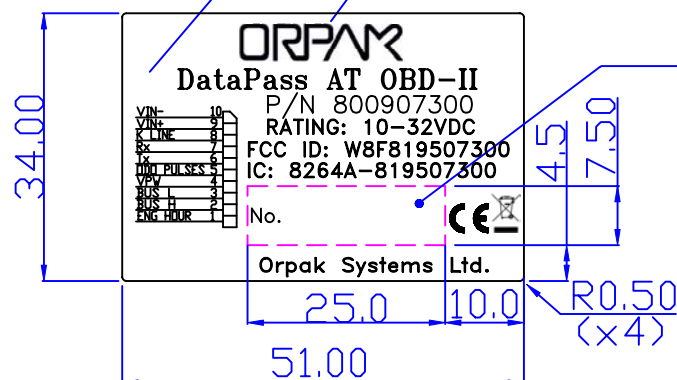 ORPAK
DataPass AT OBD-II
P/N 800907300
RATING: 10-32VDC
FCC ID: W8F819507300
IC: 8264A-819507300
VIN- 10
VIN+ 9
K LINE 8
Rx 7
Tx 6
ODO PULSES 5
VPW 4
BUS L 3
BUS H 2
ENG HOUR 1
No.
CE
Orpak Systems Ltd.
34.00
4.5
7.50
25.0
10.0
R0.50
(x4)
51.00